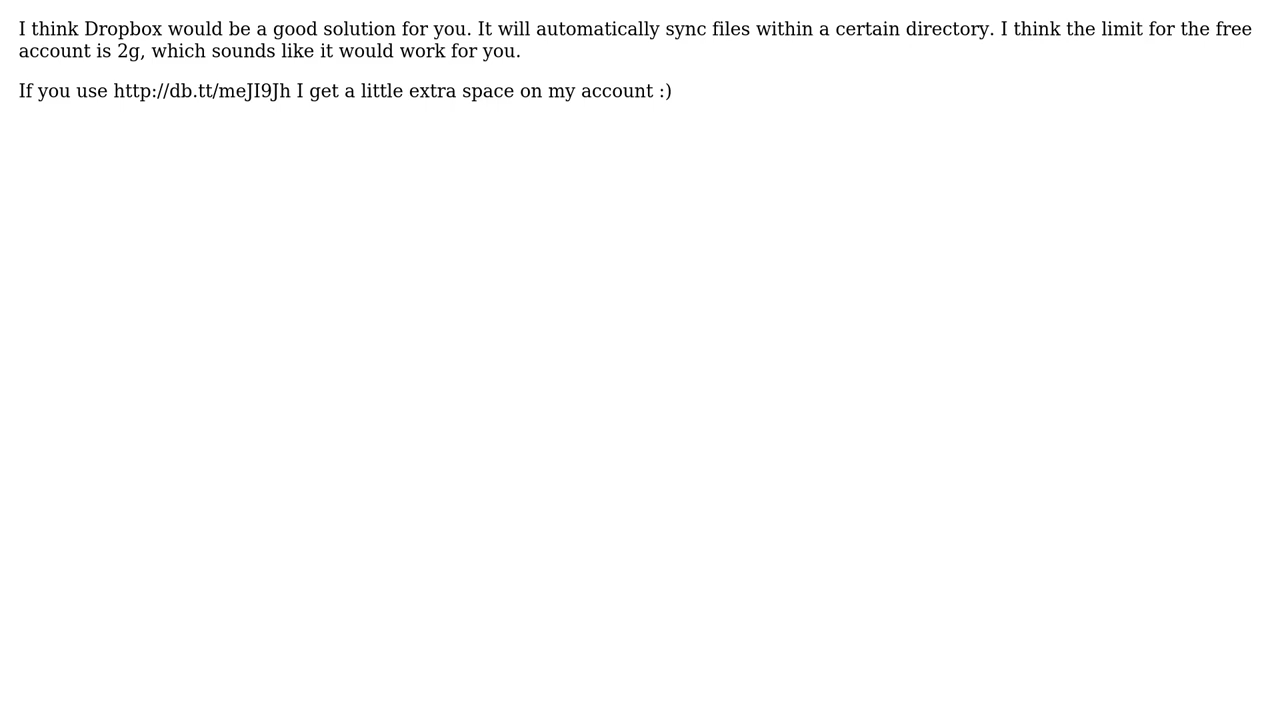 I think Dropbox would be a good solution for you. It will automatically sync files within a certain directory. I think the limit for the free
account is 2g, which sounds like it would work for you.
If you use http://db.tt/meJI9Jh I get a little extra space on my account :)